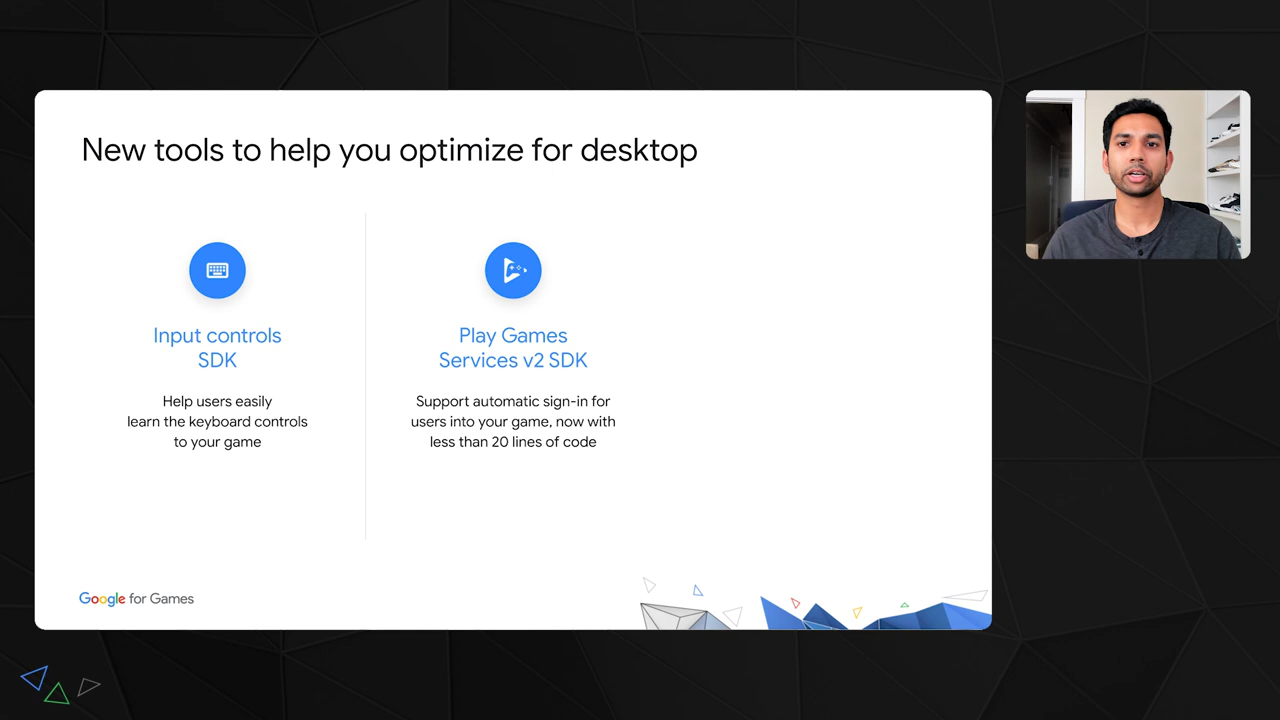 New tools to help you optimize for desktop
Input controls
SDK
Help users easily
learn the keyboard controls
to your game
Play Games
Services v2 SDK
Support automatic sign-in for
users into your game, now with
less than 20 lines of code
Google for Games